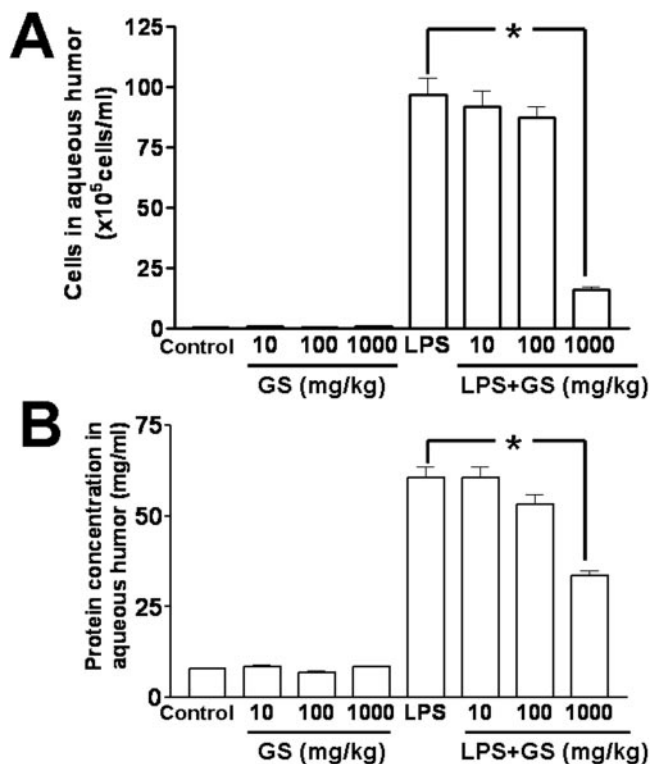 A
Cells in aqueous humor
(x10⁵cells/ml)
125
100
75
50
25
0
*
Control 10 100 1000 LPS 10 100 1000
GS (mg/kg) LPS+GS (mg/kg)
B
Protein concentration in
aqueous humor (mg/ml)
75
50
25
0
*
Control 10 100 1000 LPS 10 100 1000
GS (mg/kg) LPS+GS (mg/kg)